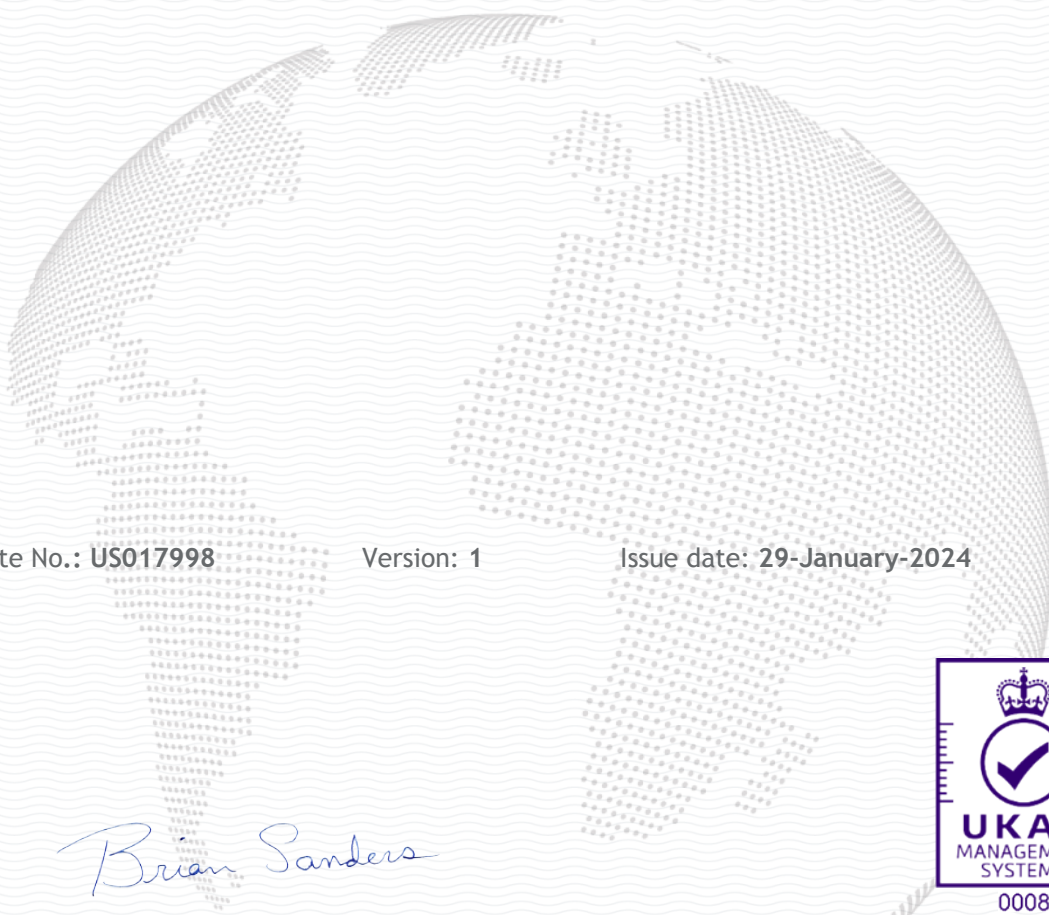 te No.: US017998 Version: 1 Issue date: 29-January-2024
Brian Sanders
UKA
MANAGEM
SYSTEM
0008